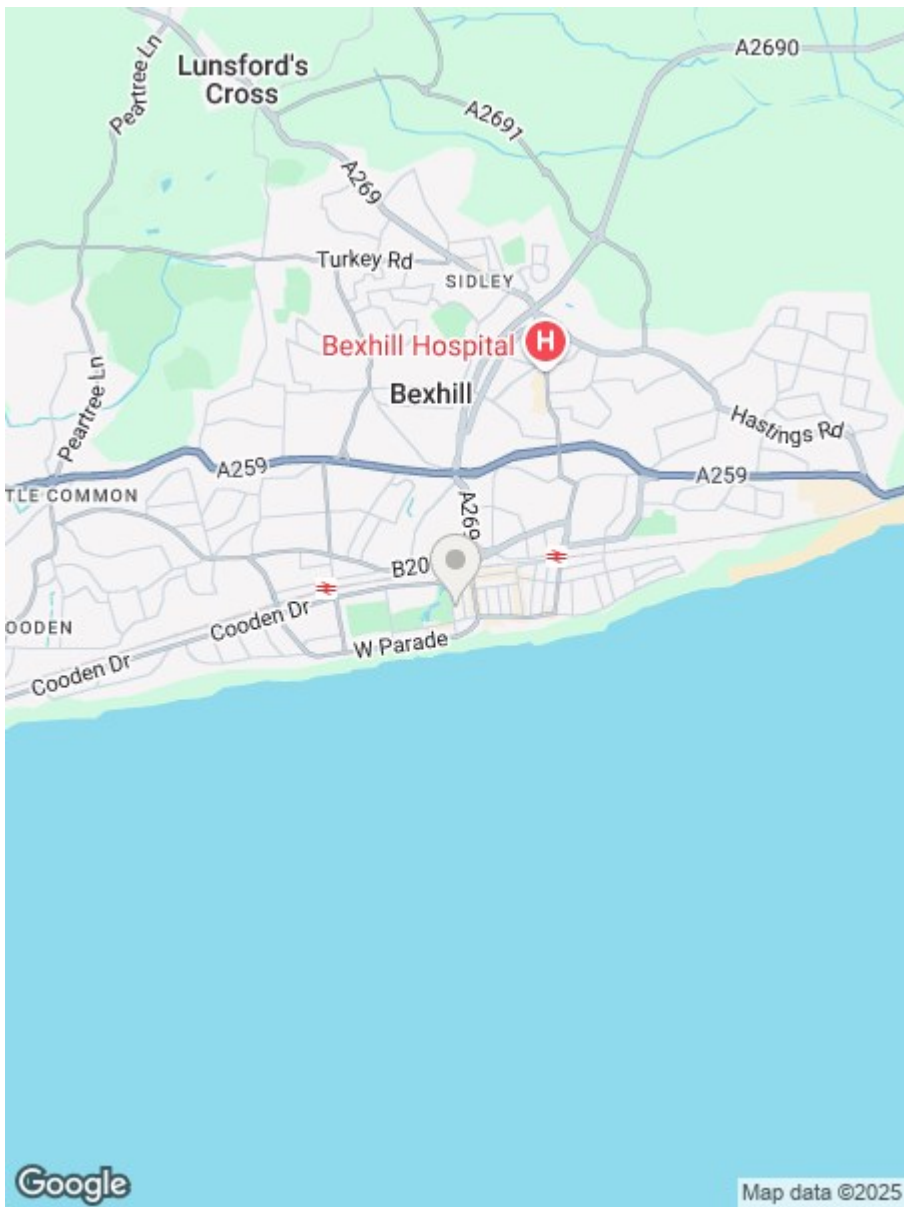 A2690
Peartree Ln
Lunsford's
Cross
A2691
A269
Turkey Rd
SIDLEY
Bexhill Hospital
H
Bexhill
Peartree Ln
Hastings Rd
A259
A259
TLE COMMON
A269
B20
Cooden Dr
OODEN
W Parade
Cooden Dr
Google
Map data ©2025